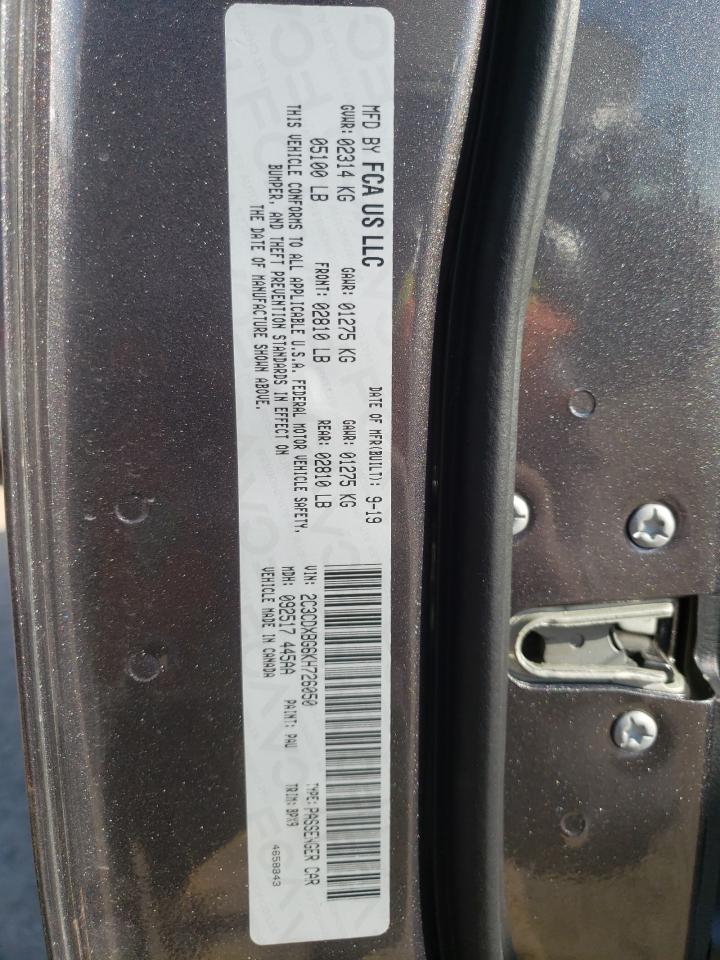 MFD BY FCA US LLC
DATE OF MFR(BUILT): 9-19
GVWR: 02314 KG GAWR: 01275 KG GAWR: 01275 KG
05100 LB FRONT: 02810 LB REAR: 02810 LB
THIS VEHICLE CONFORMS TO ALL APPLICABLE U.S.A. FEDERAL MOTOR VEHICLE SAFETY,
BUMPER, AND THEFT PREVENTION STANDARDS IN EFFECT ON
THE DATE OF MANUFACTURE SHOWN ABOVE.
VIN: 2C3CDXBG6KH726050 TYPE: PASSENGER CAR
MDH: 092517 445AA PAINT: PAU TRIM: BPX9
VEHICLE MADE IN CANADA 4658343